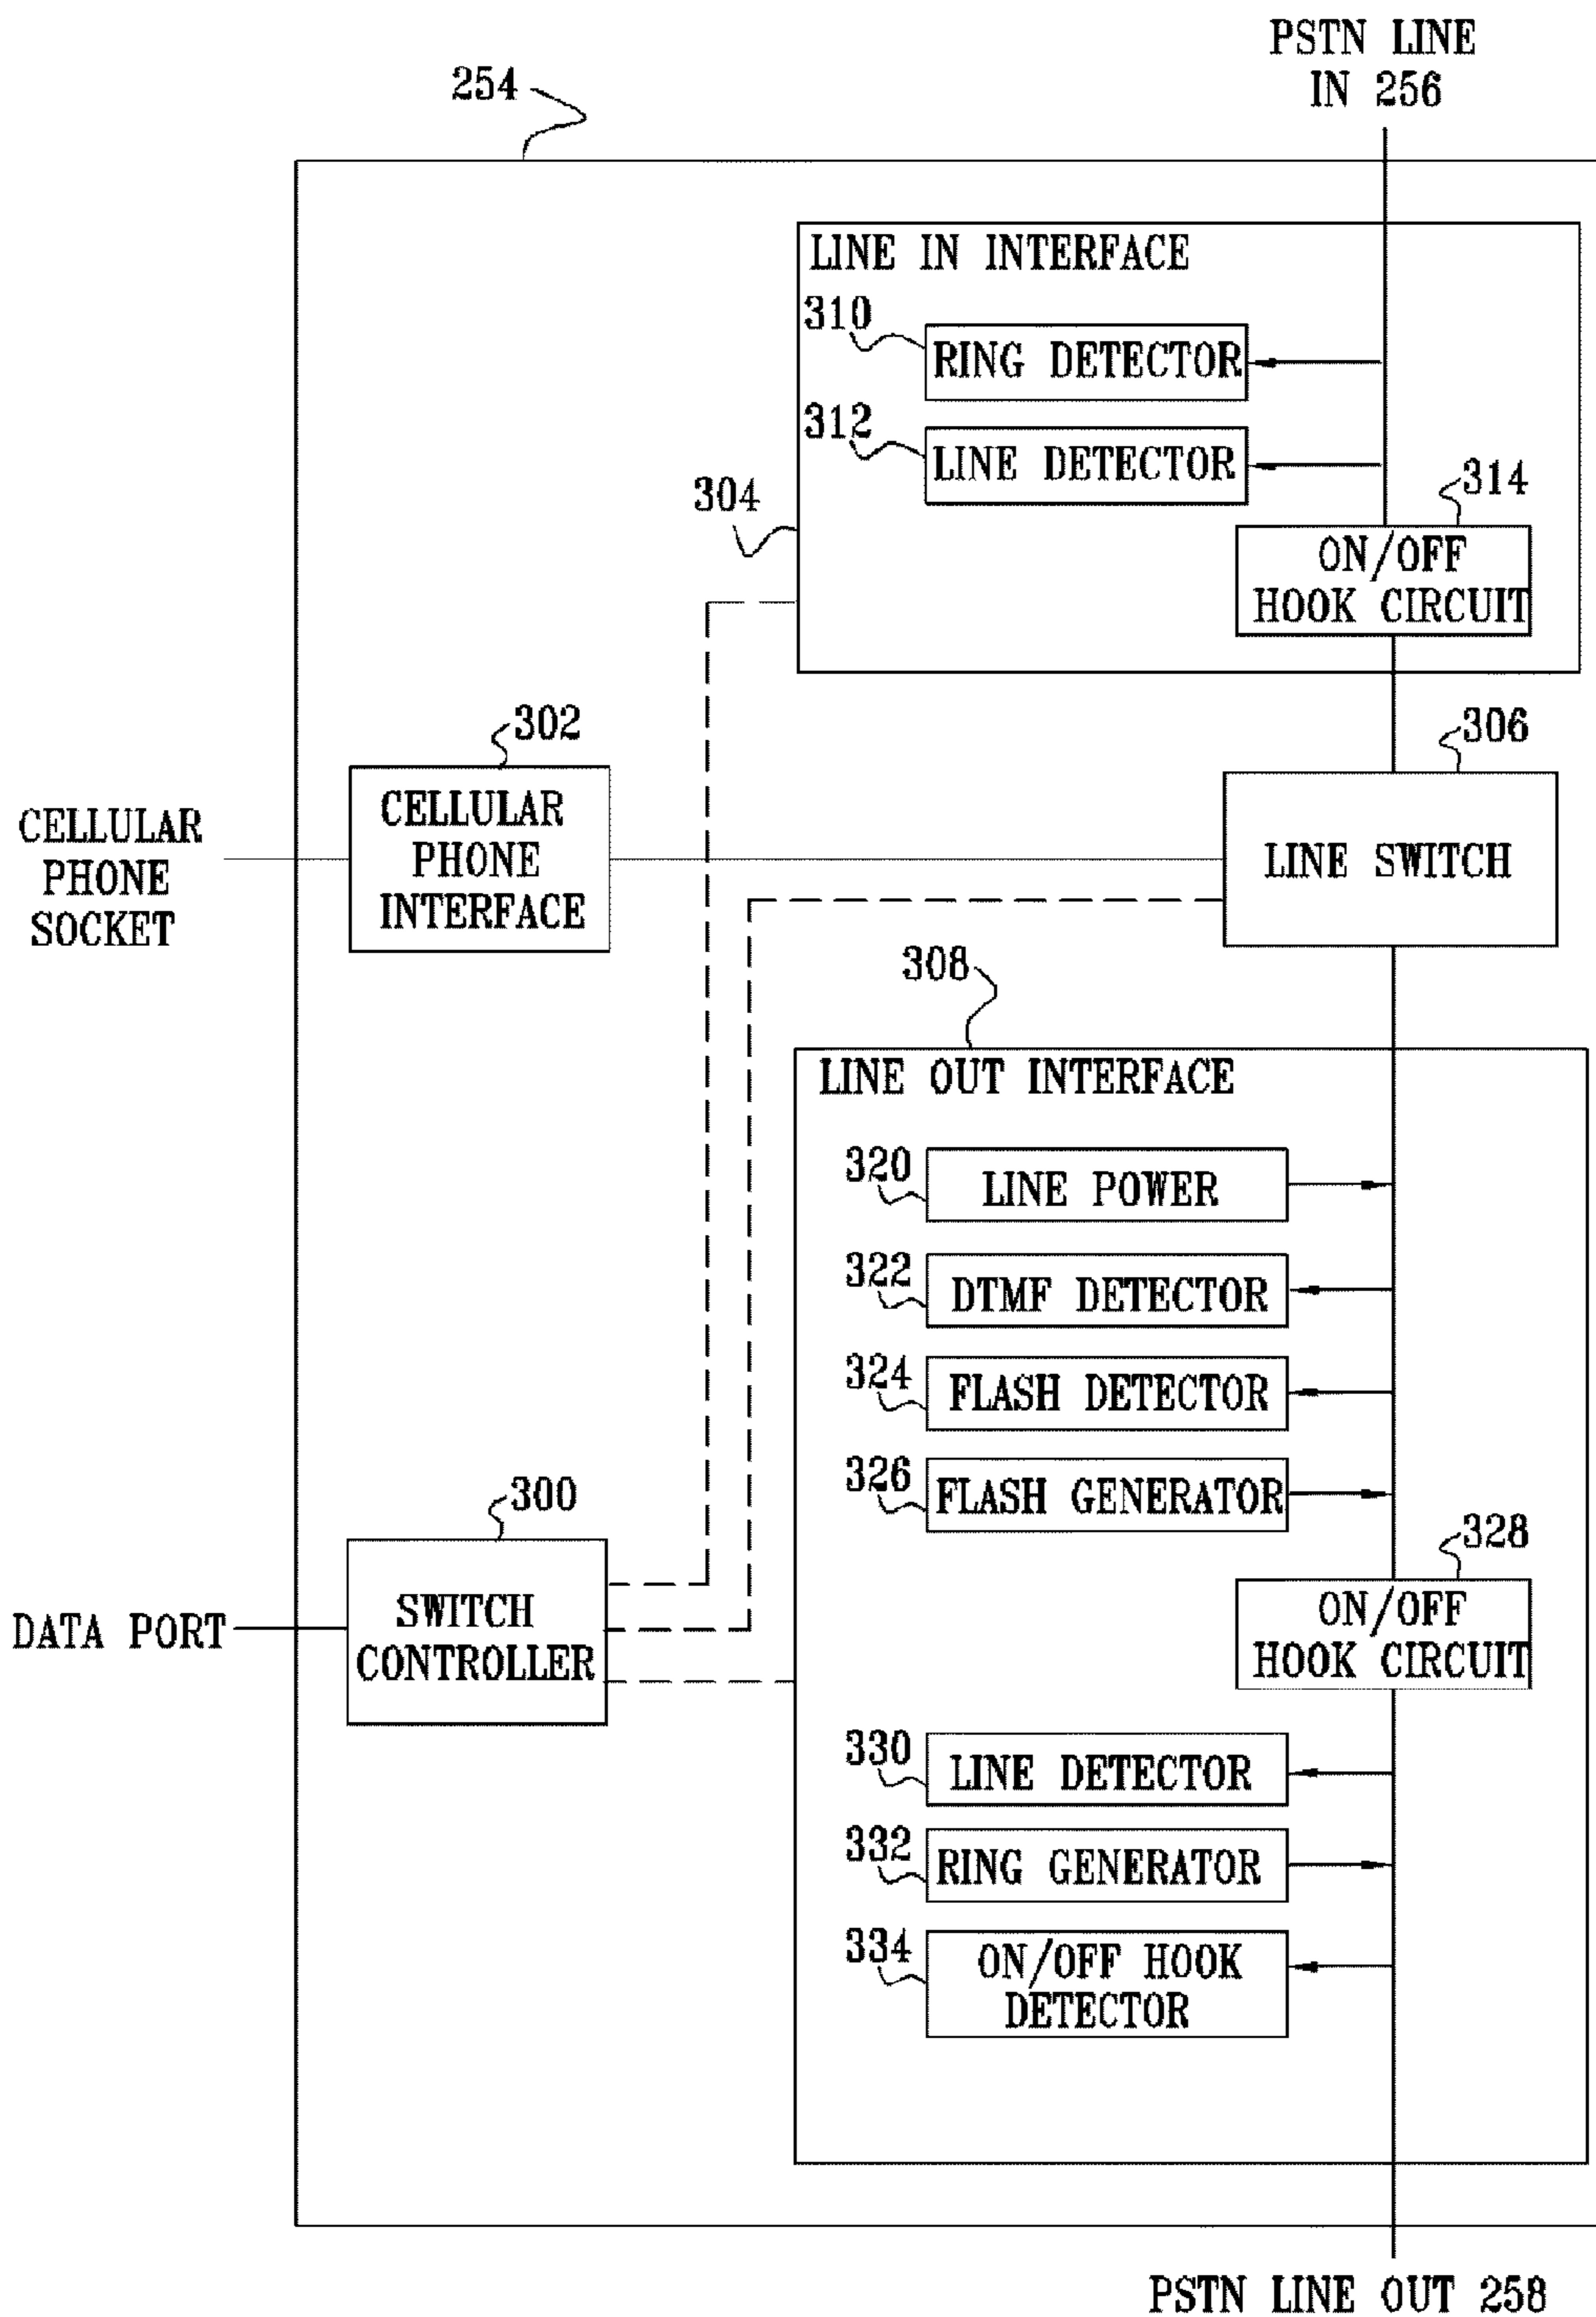 PSTN LINE
IN 256
254
LINE IN INTERFACE
310
RING DETECTOR
312
LINE DETECTOR
304
314
ON/OFF
HOOK CIRCUIT
302
306
CELLULAR
PHONE
SOCKET
CELLULAR
PHONE
INTERFACE
LINE SWITCH
308
LINE OUT INTERFACE
320
LINE POWER
322
DTMF DETECTOR
324
FLASH DETECTOR
326
FLASH GENERATOR
300
328
DATA PORT
SWITCH
CONTROLLER
ON/OFF
HOOK CIRCUIT
330
LINE DETECTOR
332
RING GENERATOR
334
ON/OFF HOOK
DETECTOR
PSTN LINE OUT 258